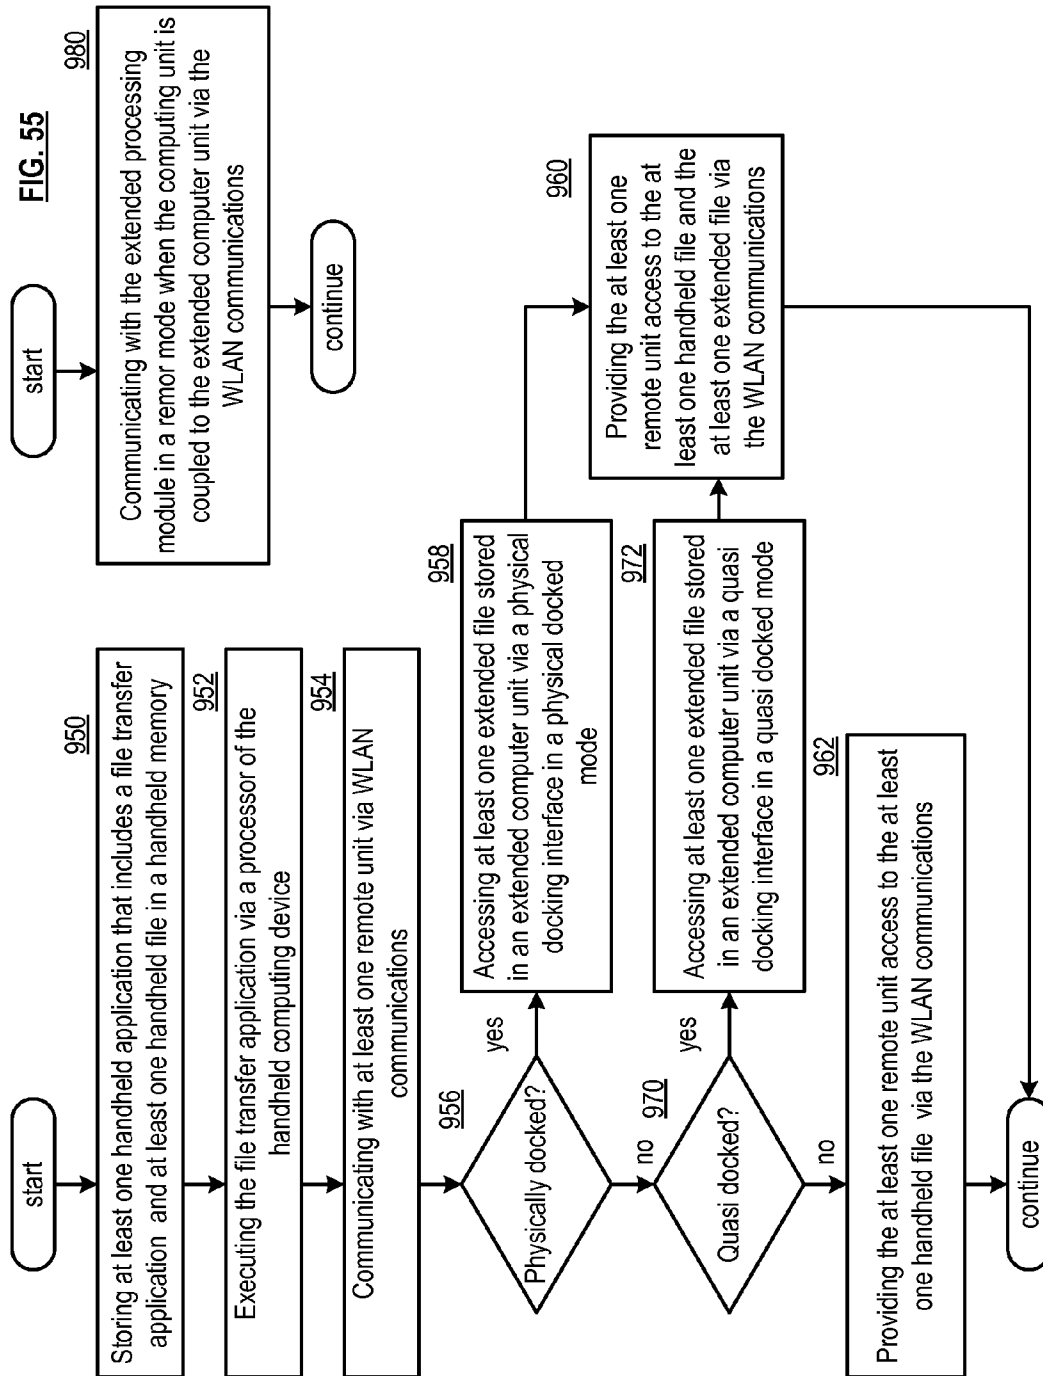 FIG. 55
start
950
Storing at least one handheld application that includes a file transfer
application and at least one handheld file in a handheld memory
952
Executing the file transfer application via a processor of the
handheld computing device
954
Communicating with at least one remote unit via WLAN
communications
956
Physically docked?
yes
no
958
Accessing at least one extended file stored
in an extended computer unit via a physical
docking interface in a physical docked
mode
970
Quasi docked?
yes
no
972
Accessing at least one extended file stored
in an extended computer unit via a quasi
docking interface in a quasi docked mode
960
Providing the at least one
remote unit access to the at
least one handheld file and the
at least one extended file via
the WLAN communications
962
Providing the at least one remote unit access to the at least
one handheld file via the WLAN communications
continue
start
980
Communicating with the extended processing
module in a remor mode when the computing unit is
coupled to the extended computer unit via the
WLAN communications
continue